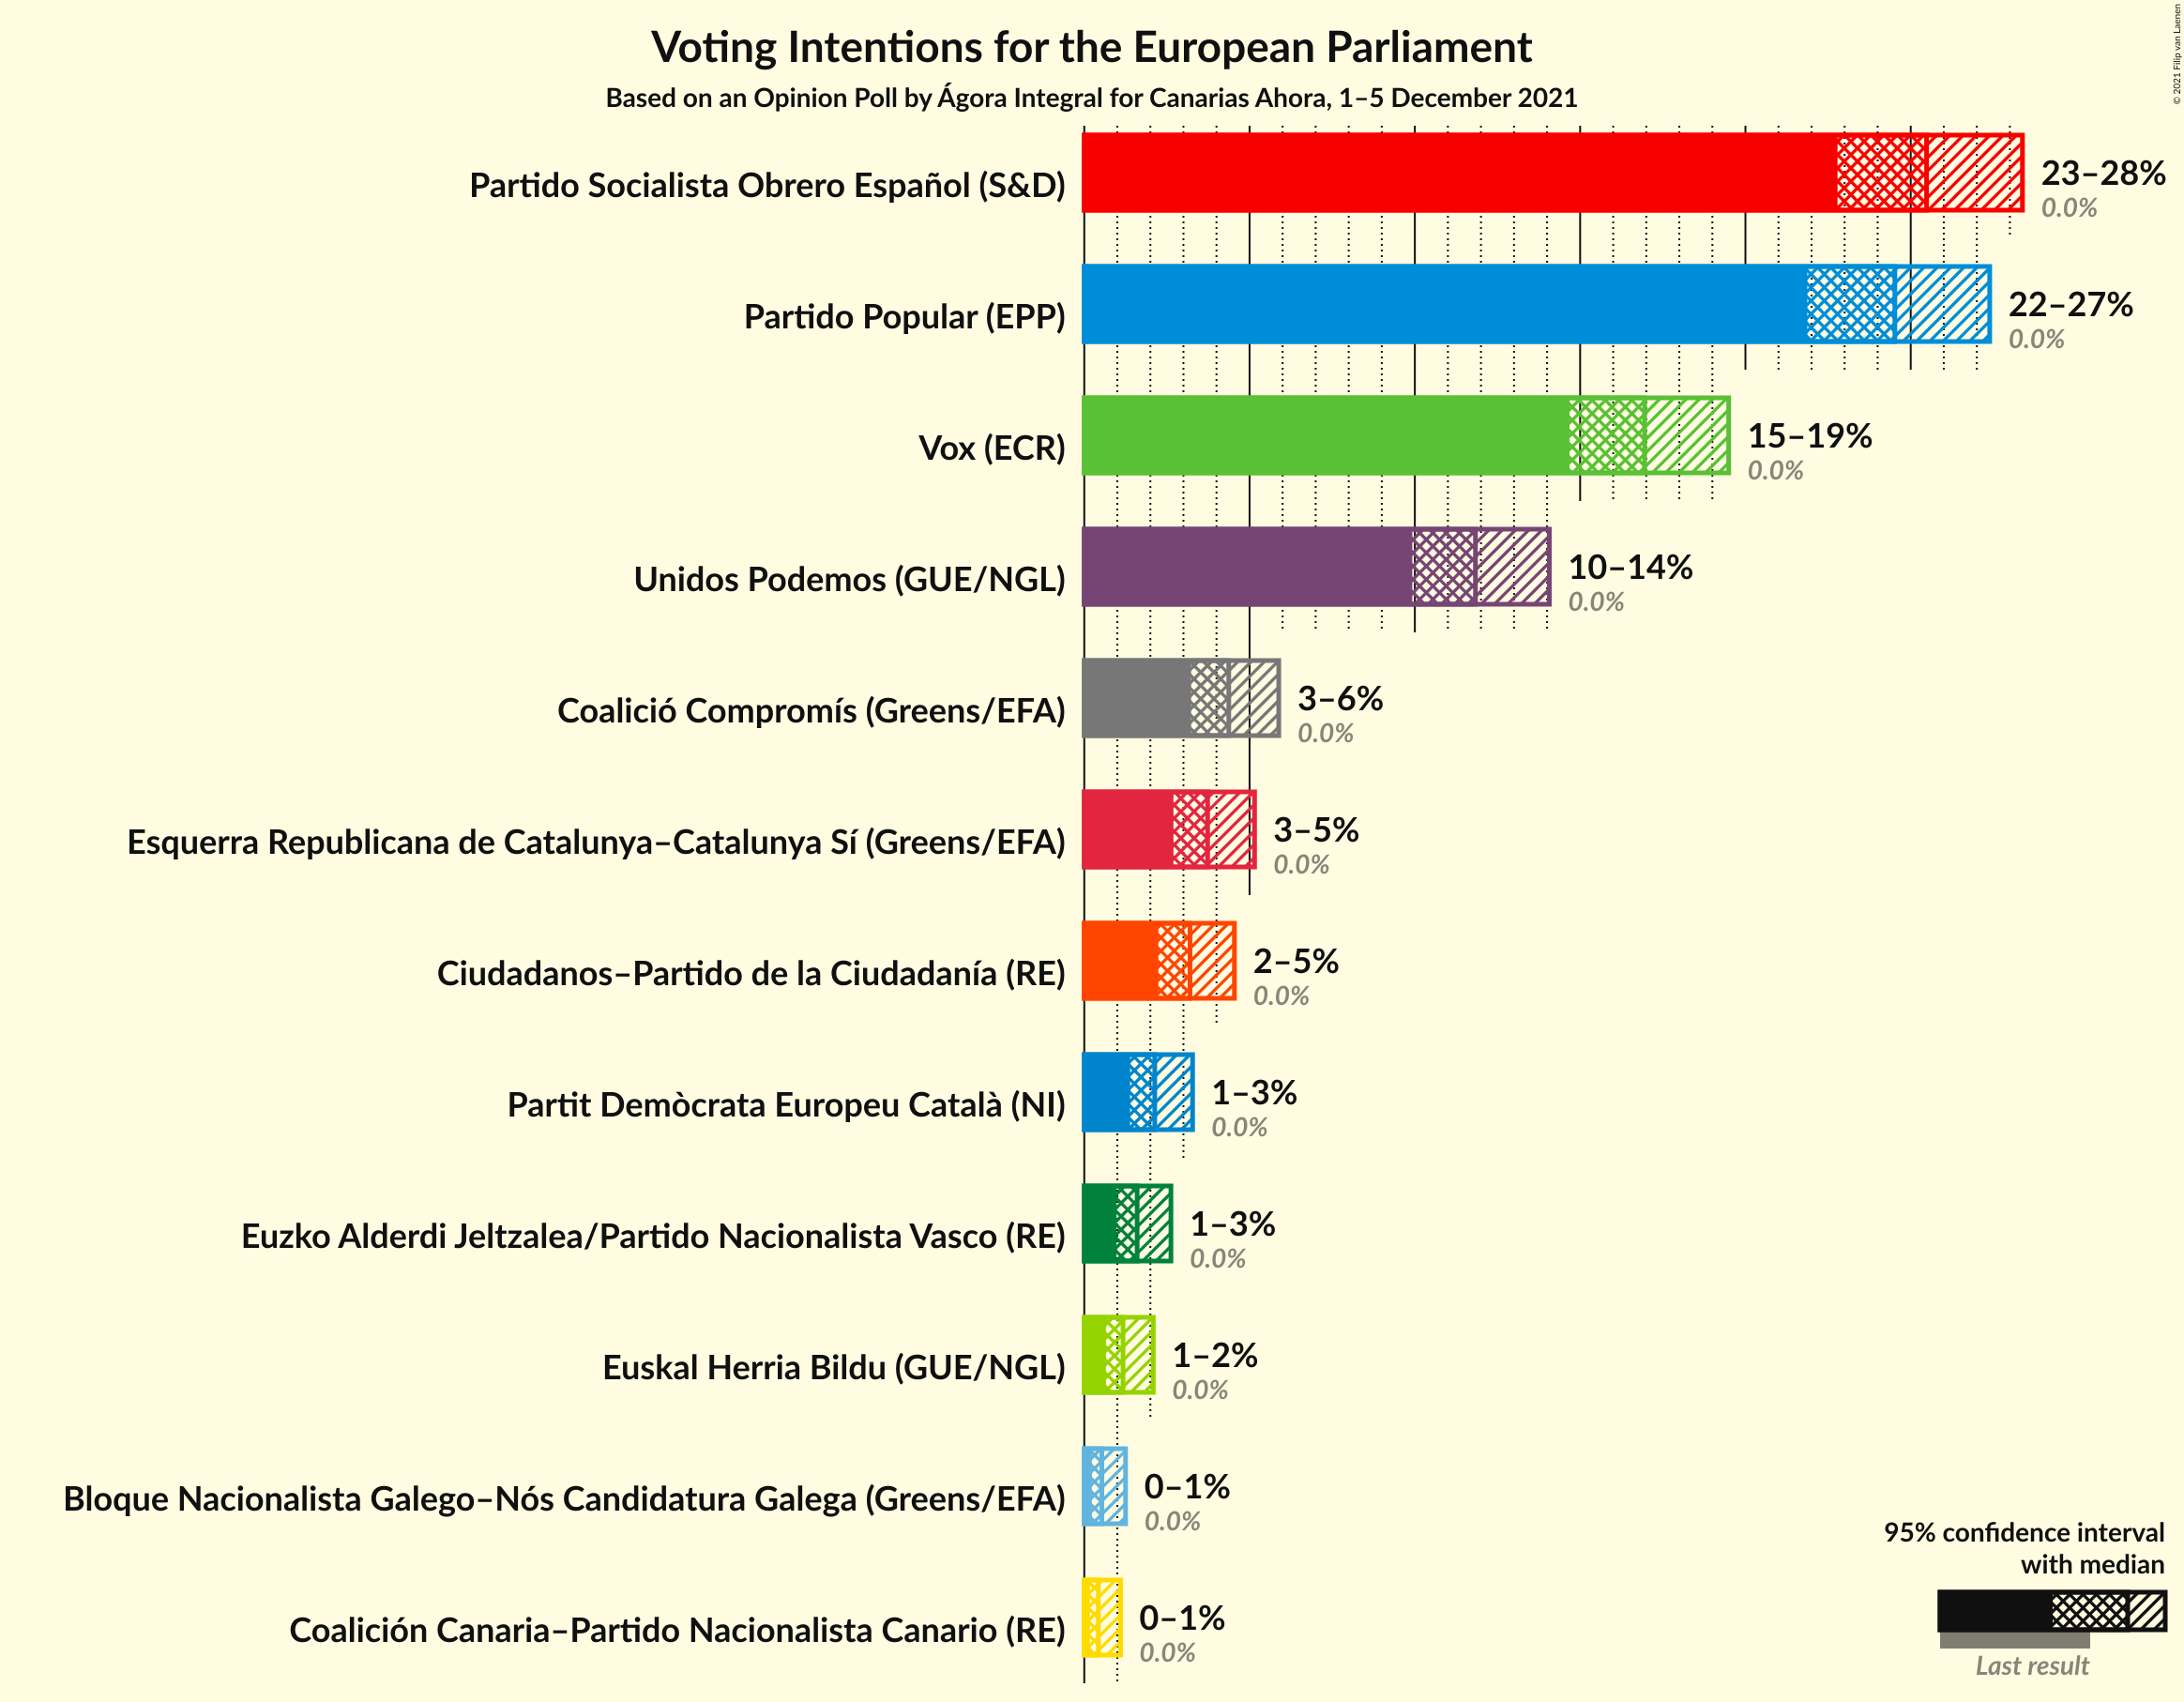 Voting Intentions for the European Parliament
Based on an Opinion Poll by Ágora Integral for Canarias Ahora, 1–5 December 2021
© 2021 Filip van Laenen
Partido Socialista Obrero Español (S&D)
23–28%
0.0%
Partido Popular (EPP)
22–27%
0.0%
Vox (ECR)
15–19%
0.0%
Unidos Podemos (GUE/NGL)
10–14%
0.0%
Coalició Compromís (Greens/EFA)
3–6%
0.0%
Esquerra Republicana de Catalunya–Catalunya Sí (Greens/EFA)
3–5%
0.0%
Ciudadanos–Partido de la Ciudadanía (RE)
2–5%
0.0%
Partit Demòcrata Europeu Català (NI)
1–3%
0.0%
Euzko Alderdi Jeltzalea/Partido Nacionalista Vasco (RE)
1–3%
0.0%
Euskal Herria Bildu (GUE/NGL)
1–2%
0.0%
Bloque Nacionalista Galego–Nós Candidatura Galega (Greens/EFA)
0–1%
0.0%
Coalición Canaria–Partido Nacionalista Canario (RE)
0–1%
0.0%
95% confidence interval
with median
Last result